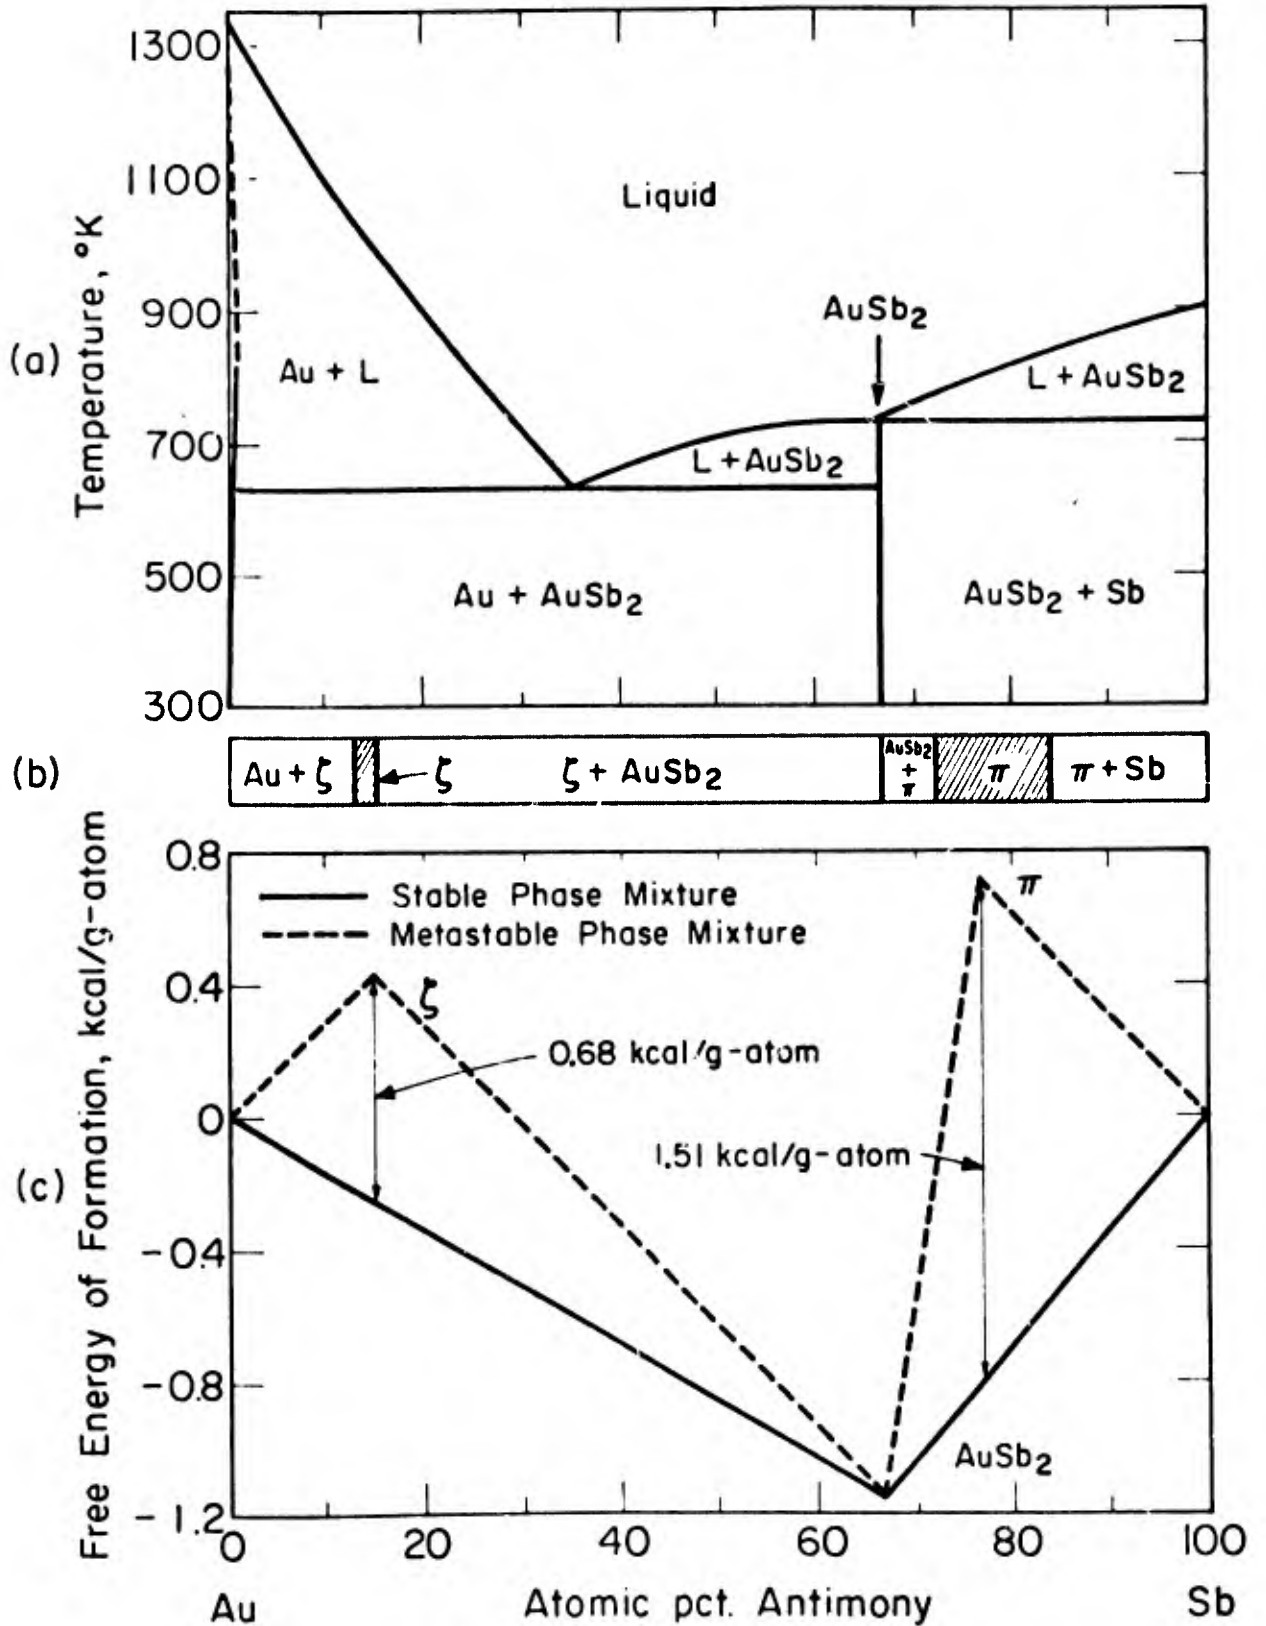 (a)
Temperature, °K
1300
1100
900
700
500
300
Liquid
AuSb2
Au + L
L + AuSb2
L + AuSb2
Au + AuSb2
AuSb2 + Sb
(b)
Au + ζ
ζ
ζ + AuSb2
AuSb2
+
π
π
π + Sb
(c)
Free Energy of Formation, kcal/g-atom
0.8
0.4
0
-0.4
-0.8
-1.2
Stable Phase Mixture
Metastable Phase Mixture
ζ
π
0.68 kcal/g-atom
1.51 kcal/g-atom
AuSb2
0 20 40 60 80 100
Au Atomic pct. Antimony Sb